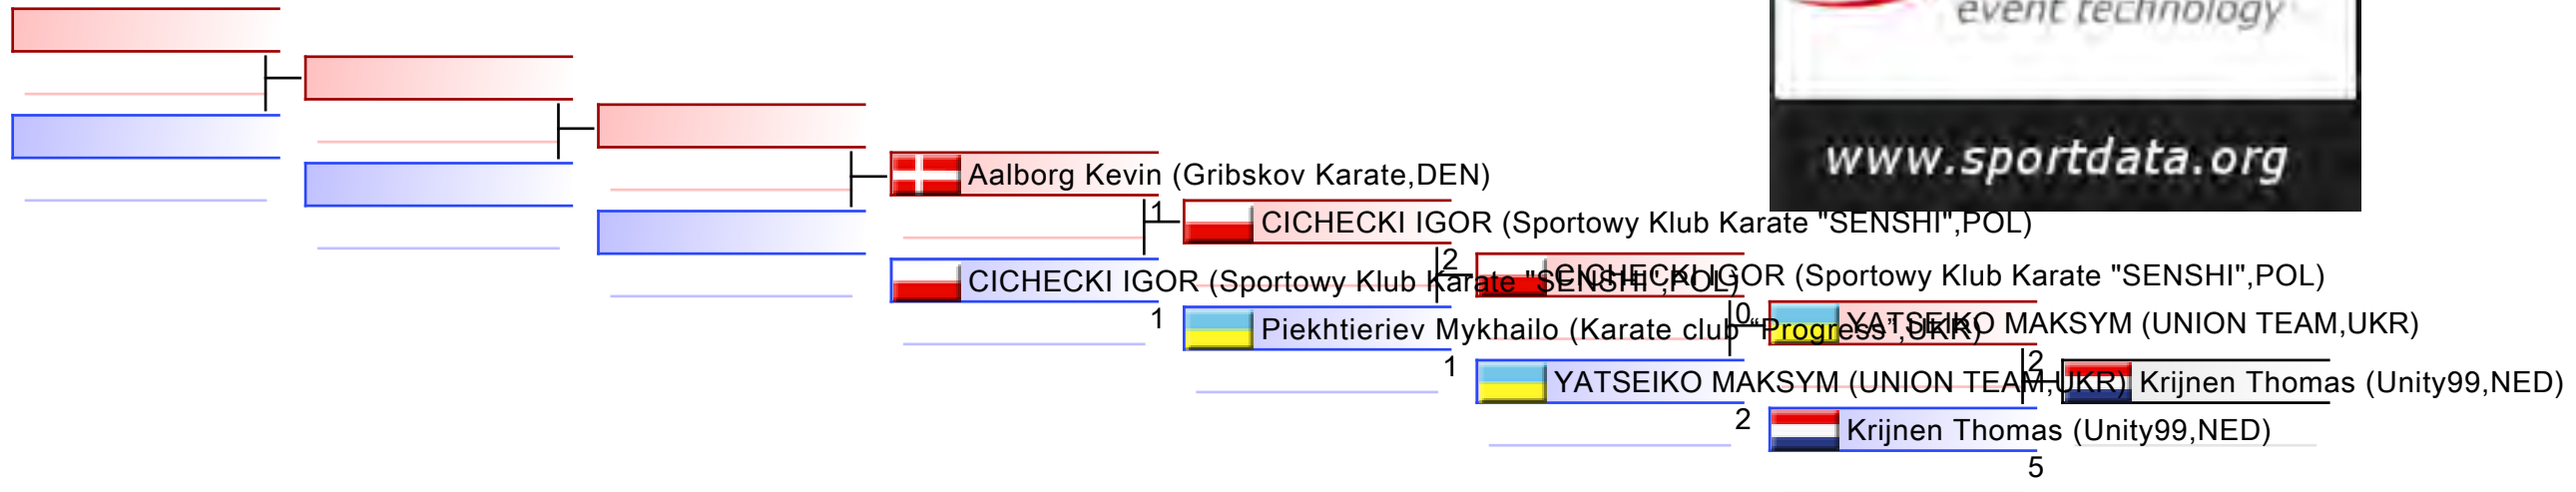 event technology
www.sportdata.org
Aalborg Kevin (Gribskov Karate,DEN)
1
CICHECKI IGOR (Sportowy Klub Karate "SENSHI",POL)
2
CICHECKI IGOR (Sportowy Klub Karate "SENSHI",POL)
CICHECKI IGOR (Sportowy Klub Karate "SENSHI",POL)
1
0
YATSEIKO MAKSYM (UNION TEAM,UKR)
Piekhtieriev Mykhailo (Karate club “Progress”,UKR)
1
2
YATSEIKO MAKSYM (UNION TEAM,UKR)
Krijnen Thomas (Unity99,NED)
2
Krijnen Thomas (Unity99,NED)
5